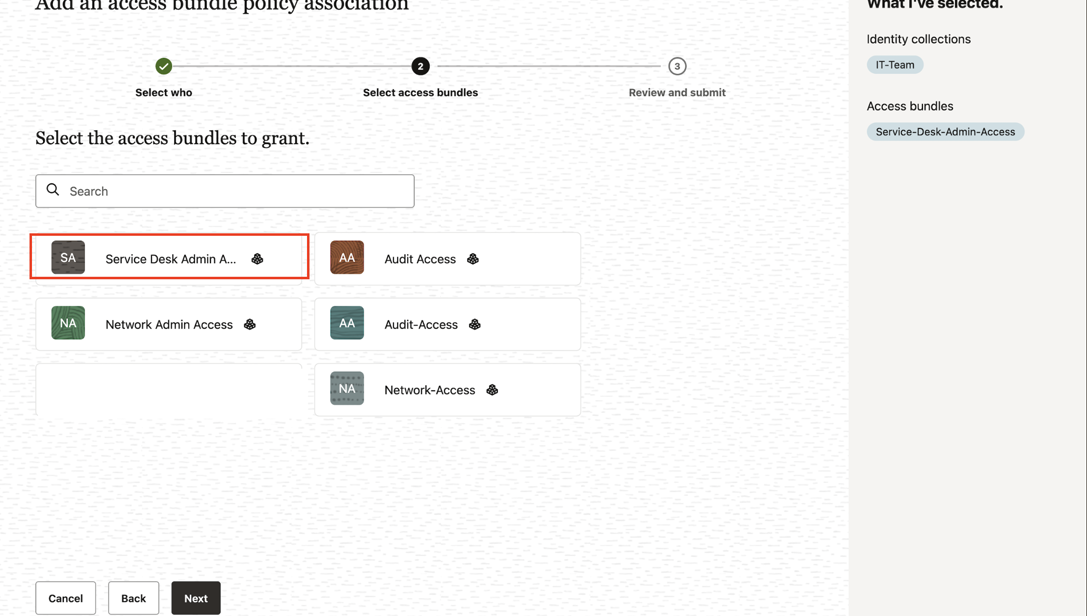 Add an access bundle policy association
What I've selected.
Identity collections
IT-Team
Access bundles
Service-Desk-Admin-Access
2
3
Select who
Select access bundles
Review and submit
Select the access bundles to grant.
Search
SA
Service Desk Admin A...
AA
Audit Access
NA
Network Admin Access
AA
Audit-Access
NA
Network-Access
Cancel
Back
Next